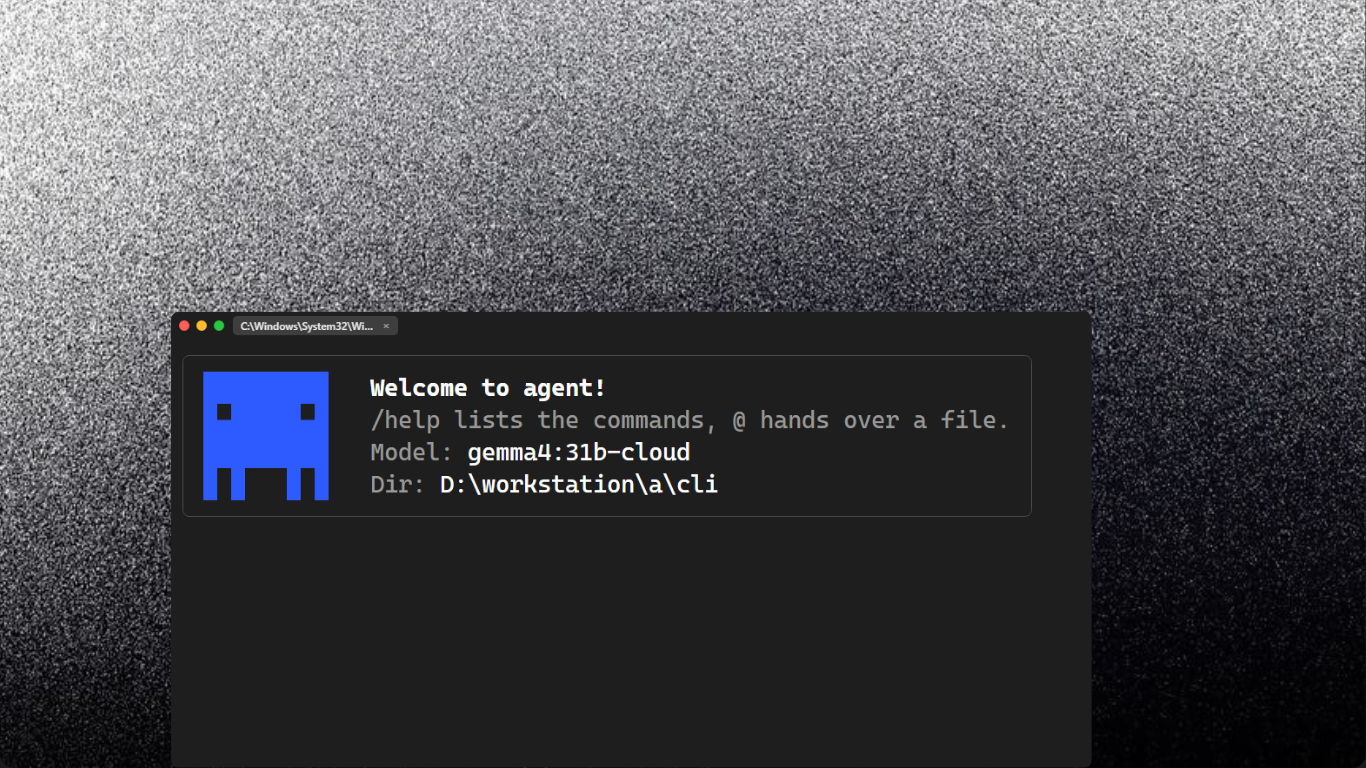 C:\Windows\System32\Wi...
Welcome to agent!
/help lists the commands, @ hands over a file.
Model: gemma4:31b-cloud
Dir: D:\workstation\a\cli